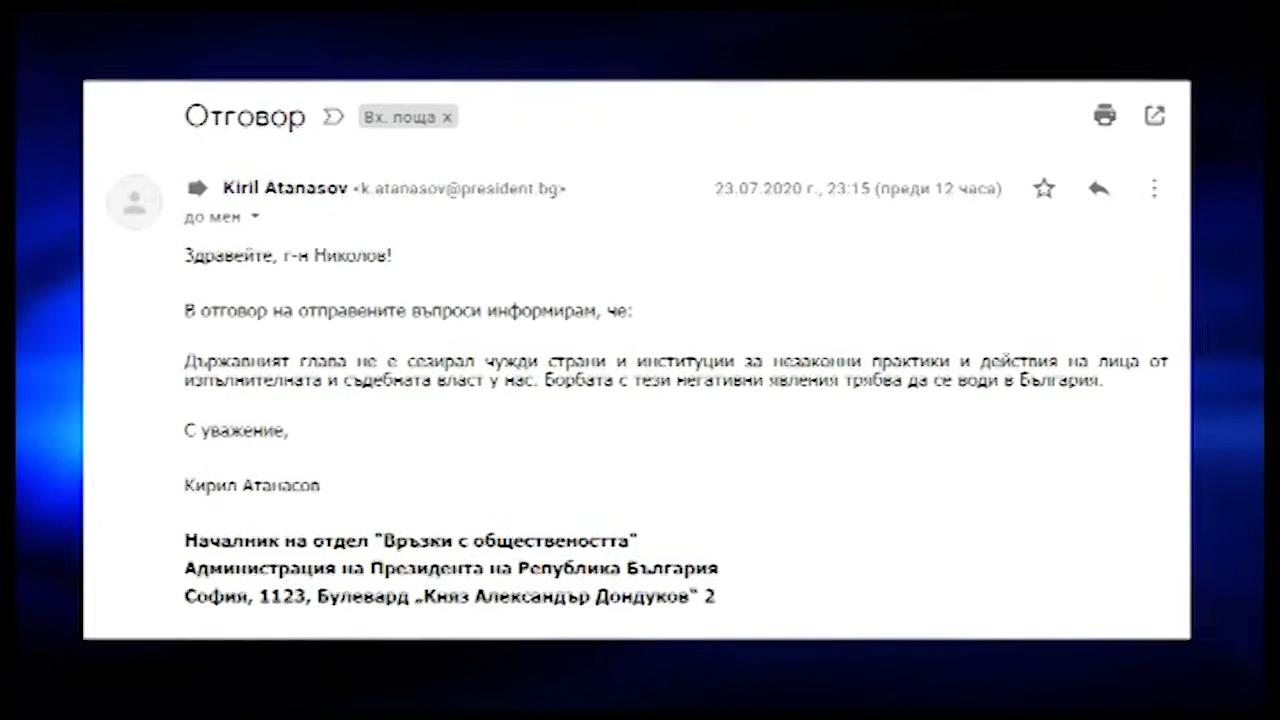 Отговор Вх. поща x
Kiril Atanasov <k.atanasov@president.bg> 23.07.2020 г., 23:15 (преди 12 часа)
до мен
Здравейте, г-н Николов!
В отговор на отправените въпроси информирам, че:
Държавният глава не е сезирал чужди страни и институции за незаконни практики и действия на лица от
изпълнителната и съдебната власт у нас. Борбата с тези негативни явления трябва да се води в България.
С уважение,
Кирил Атанасов
Началник на отдел "Връзки с обществеността"
Администрация на Президента на Република България
София, 1123, Булевард „Княз Александър Дондуков“ 2